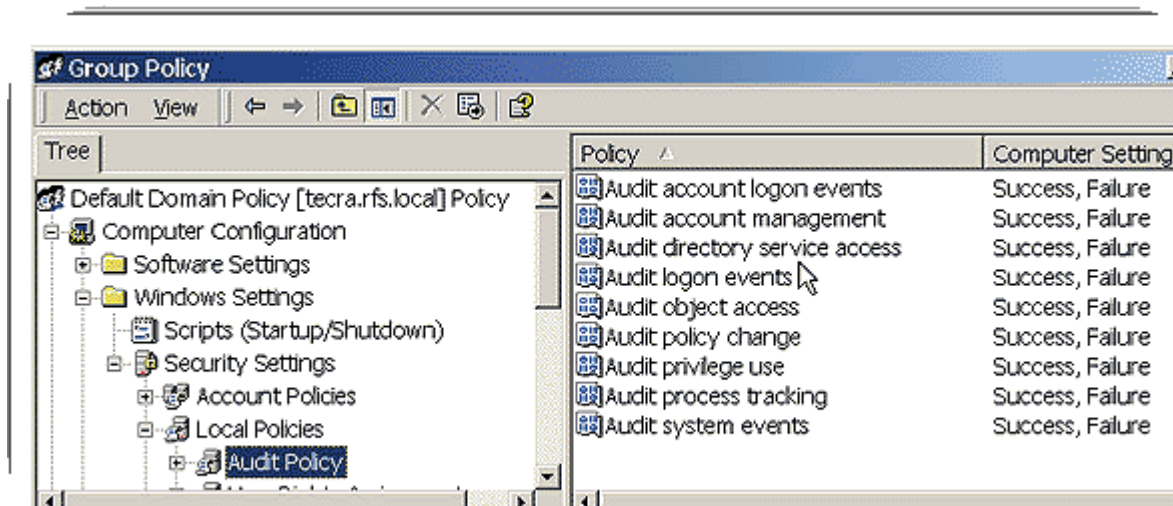 Group Policy
Action View
Tree
Default Domain Policy [tecra.rfs.local] Policy
Computer Configuration
Software Settings
Windows Settings
Scripts (Startup/Shutdown)
Security Settings
Account Policies
Local Policies
Audit Policy
Policy Computer Setting
Audit account logon events Success, Failure
Audit account management Success, Failure
Audit directory service access Success, Failure
Audit logon events Success, Failure
Audit object access Success, Failure
Audit policy change Success, Failure
Audit privilege use Success, Failure
Audit process tracking Success, Failure
Audit system events Success, Failure